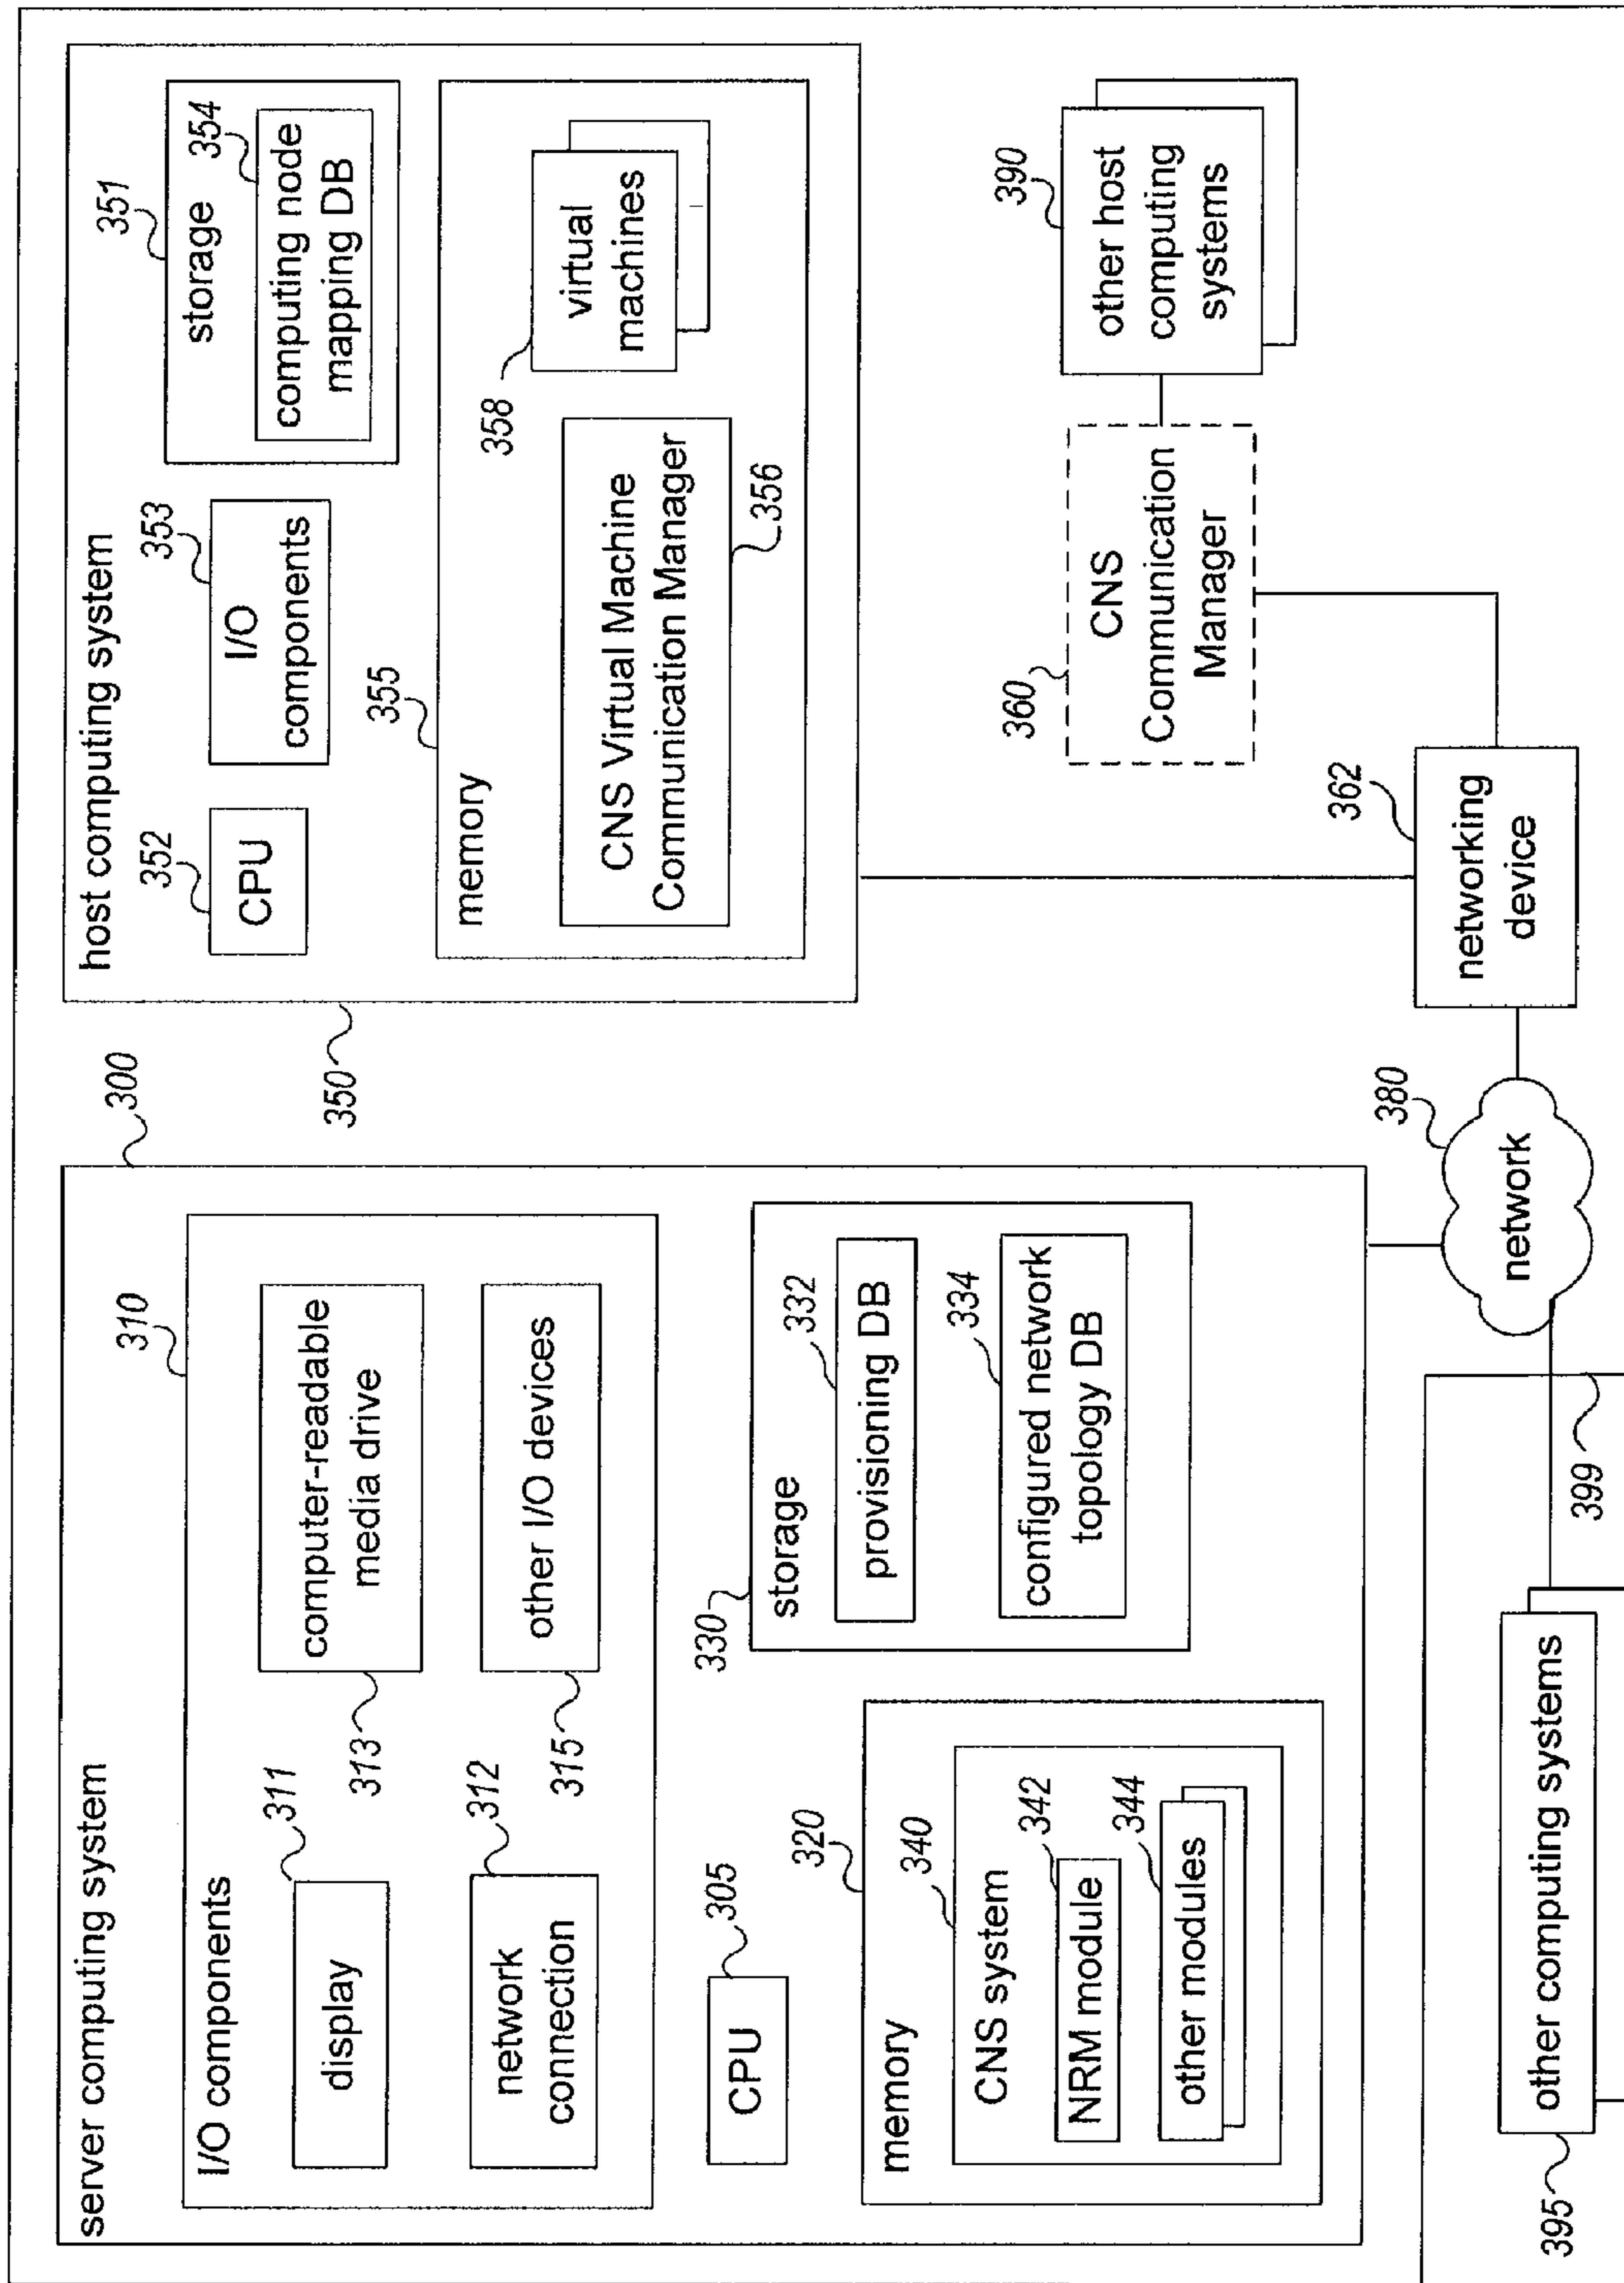 server computing system
300
I/O components
310
display
311
computer-readable
media drive
313
network
connection
312
other I/O devices
315
CPU
305
memory
320
CNS system
340
NRM module
342
other modules
344
storage
330
provisioning DB
332
configured network
topology DB
334
host computing system
350
CPU
352
I/O
components
353
storage
351
computing node
mapping DB
354
memory
355
CNS Virtual Machine
Communication Manager
356
virtual
machines
358
CNS
Communication
Manager
360
other host
computing
systems
390
networking
device
362
network
380
other computing systems
395
399